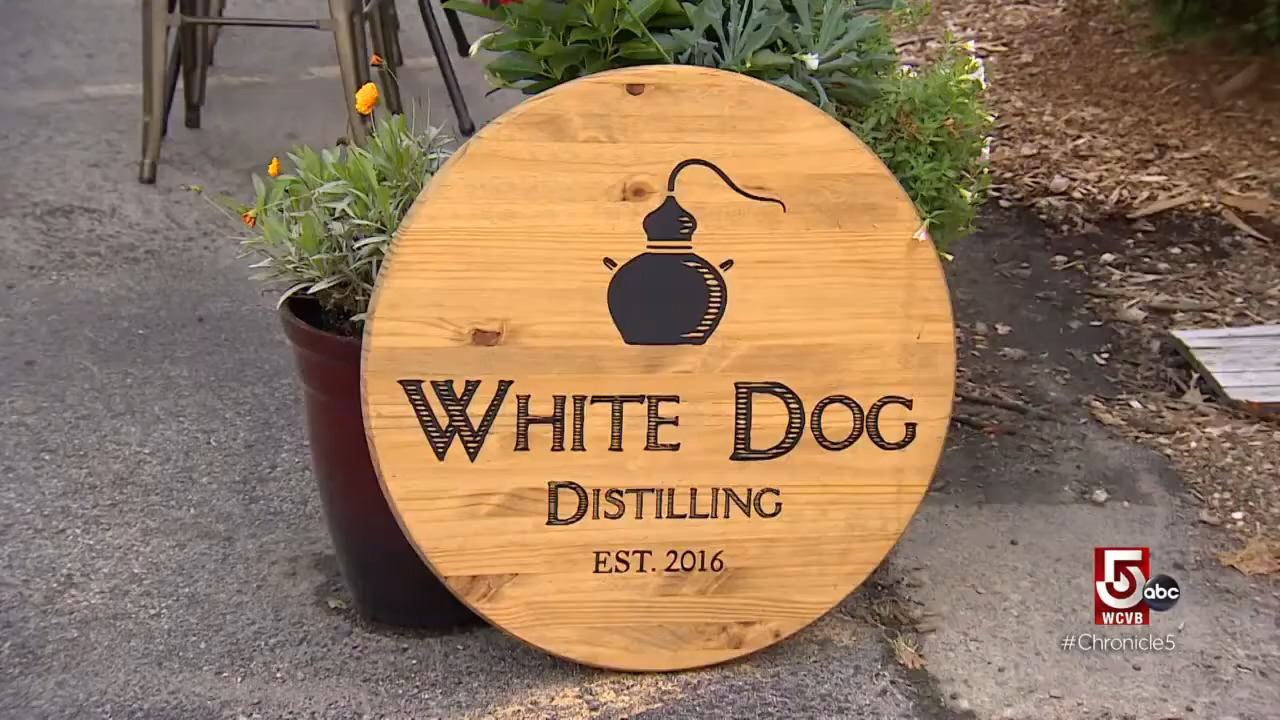 White Dog
Distilling
EST. 2016
5
abc
WCVB
#Chronicle5